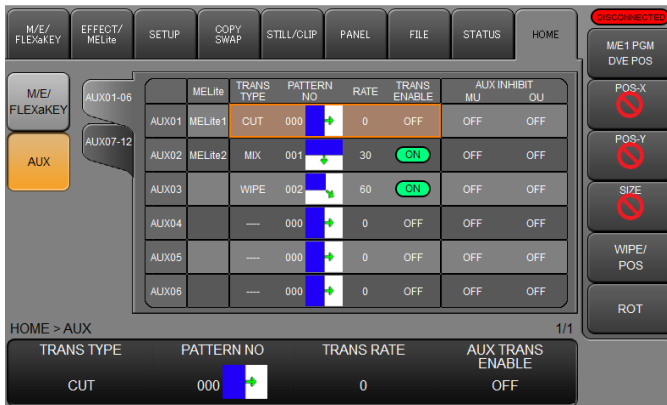 M/E/ FLEXaKEY
EFFECT/ MELite
SETUP
COPY SWAP
STILL/CLIP
PANEL
FILE
STATUS
HOME
DISCONNECTED
M/E1 PGM
DVE POS
POS-X
POS-Y
SIZE
WIPE/
POS
ROT
M/E/
FLEXaKEY
AUX
AUX01-06
AUX07-12
MELite TRANS TYPE PATTERN NO RATE TRANS ENABLE AUX INHIBIT MU OU
AUX01 MELite1 CUT 000 0 OFF OFF OFF
AUX02 MELite2 MIX 001 30 ON OFF OFF
AUX03 WIPE 002 60 ON OFF OFF
AUX04 ---- 000 0 OFF OFF OFF
AUX05 ---- 000 0 OFF OFF OFF
AUX06 ---- 000 0 OFF OFF OFF
HOME > AUX 1/1
TRANS TYPE PATTERN NO TRANS RATE AUX TRANS ENABLE
CUT 000 0 OFF